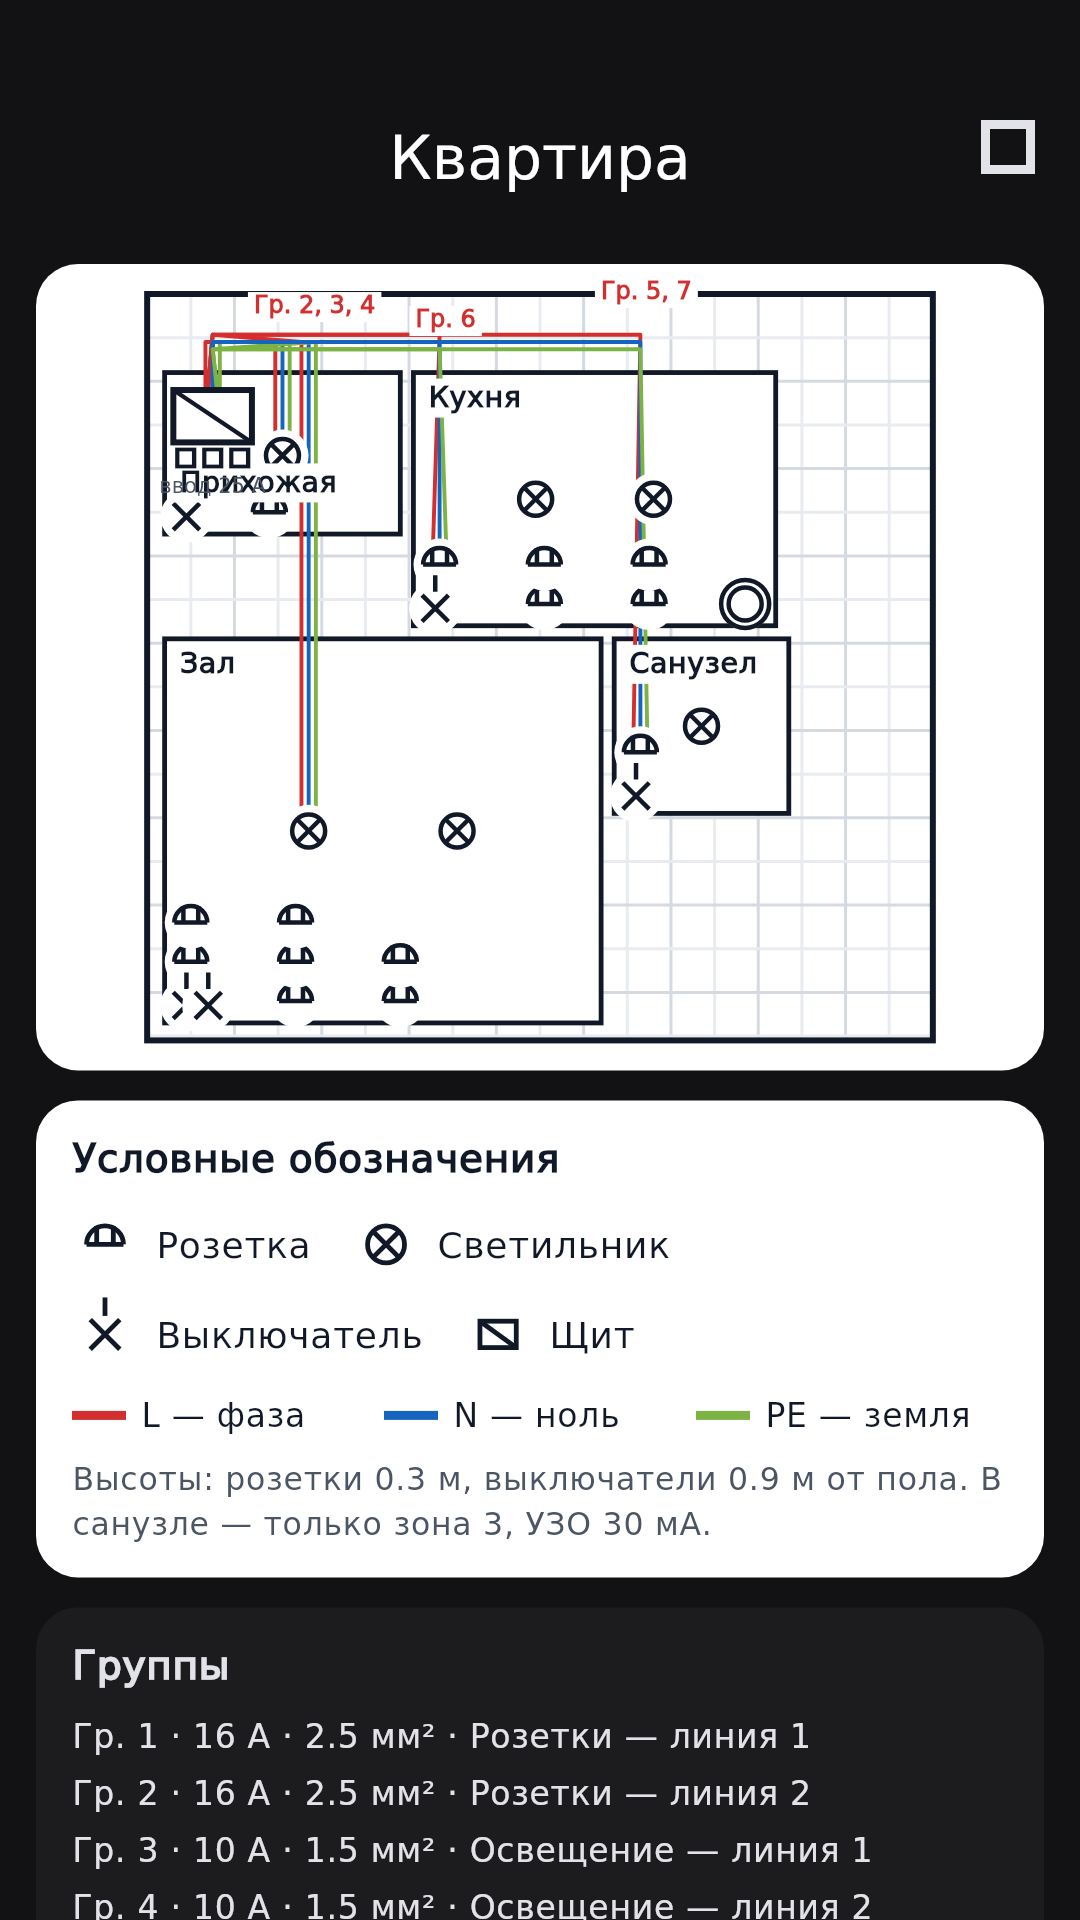 Квартира
Гр. 5, 7
Гр. 2, 3, 4
Гр. 6
Кухня
Прихожая
ввод 25 А
Зал
Санузел
Условные обозначения
Розетка
Светильник
Выключатель
Щит
L — фаза
N — ноль
PE — земля
Высоты: розетки 0.3 м, выключатели 0.9 м от пола. В
санузле — только зона 3, УЗО 30 мА.
Группы
Гр. 1 · 16 А · 2.5 мм² · Розетки — линия 1
Гр. 2 · 16 А · 2.5 мм² · Розетки — линия 2
Гр. 3 · 10 А · 1.5 мм² · Освещение — линия 1
Гр. 4 · 10 А · 1.5 мм² · Освещение — линия 2